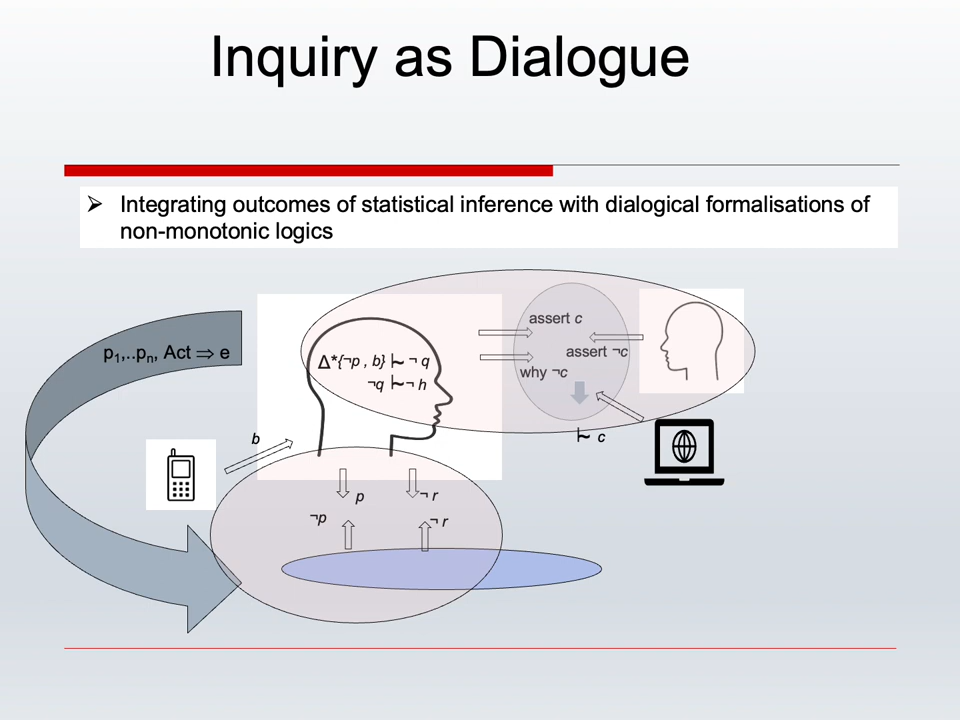 Inquiry as Dialogue
➢ Integrating outcomes of statistical inference with dialogical formalisations of
non-monotonic logics
assert c
p₁,..pₙ, Act ⇒ e
assert ¬c
Δ*{¬p , b} |~ ¬ q
why ¬c
¬q |~ ¬ h
b
|~ c
p
¬ r
¬p
¬ r